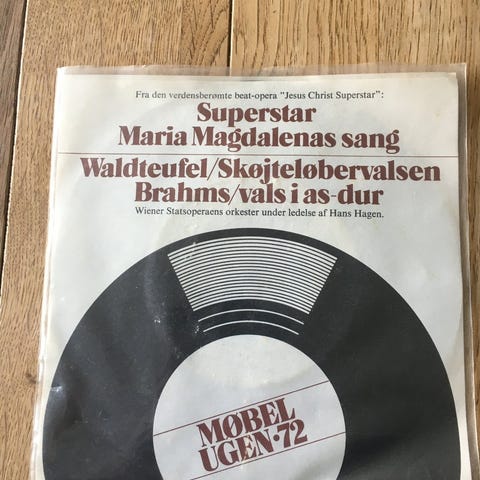 Fra den verdensberømte beat-opera "Jesus Christ Superstar":
Superstar
Maria Magdalenas sang
Waldteufel/Skøjteløbervalsen
Brahms/vals i as-dur
Wiener Statsoperaens orkester under ledelse af Hans Hagen.
MØBEL
UGEN·72